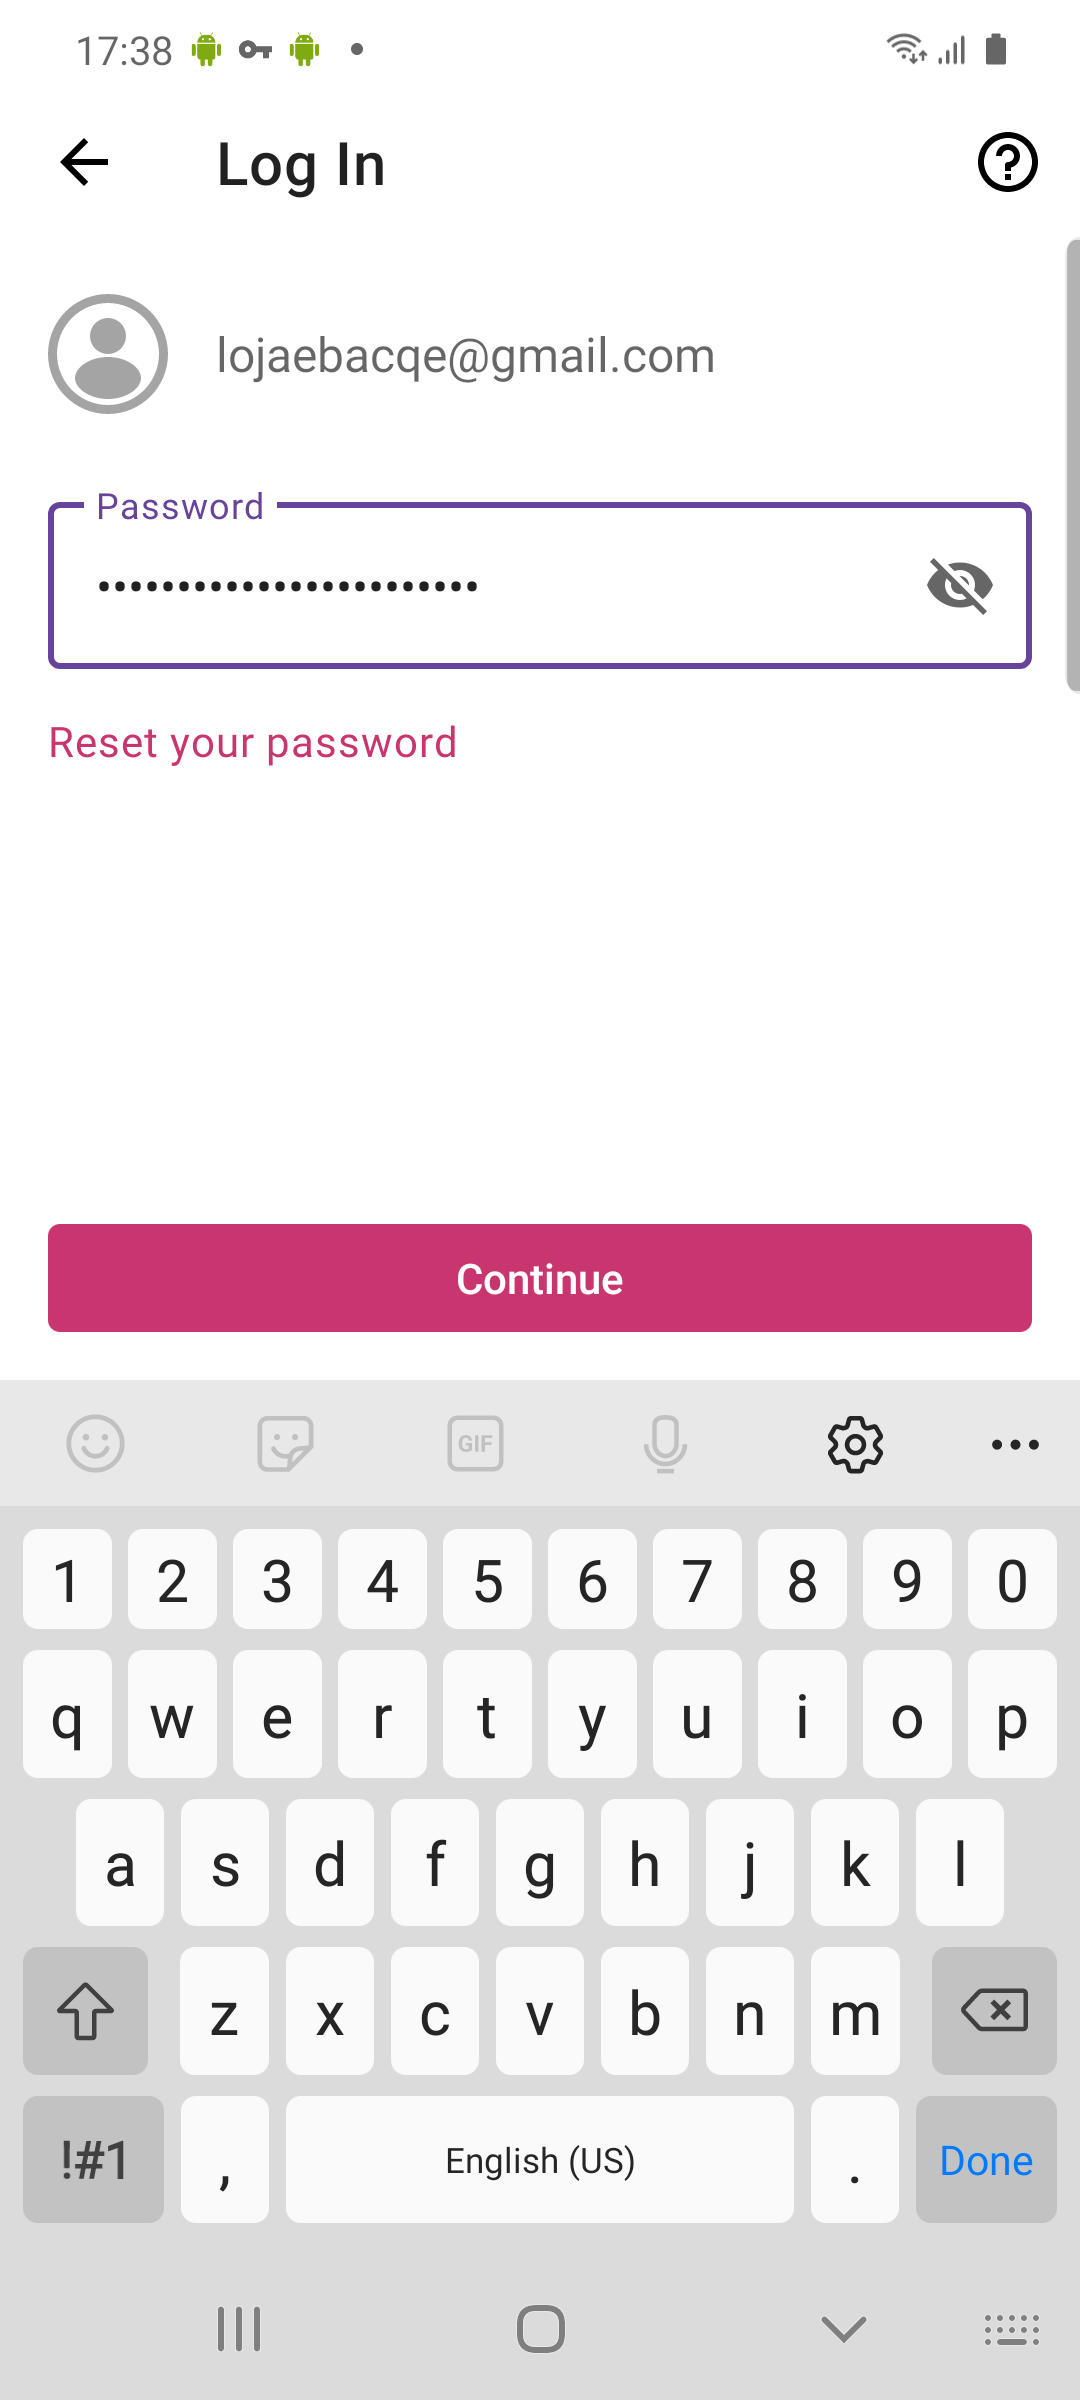 17:38
Log In
lojaebacqe@gmail.com
Password
••••••••••••••••••••••••
Reset your password
Continue
GIF
1 2 3 4 5 6 7 8 9 0
q w e r t y u i o p
a s d f g h j k l
z x c v b n m
!#1 , English (US) . Done